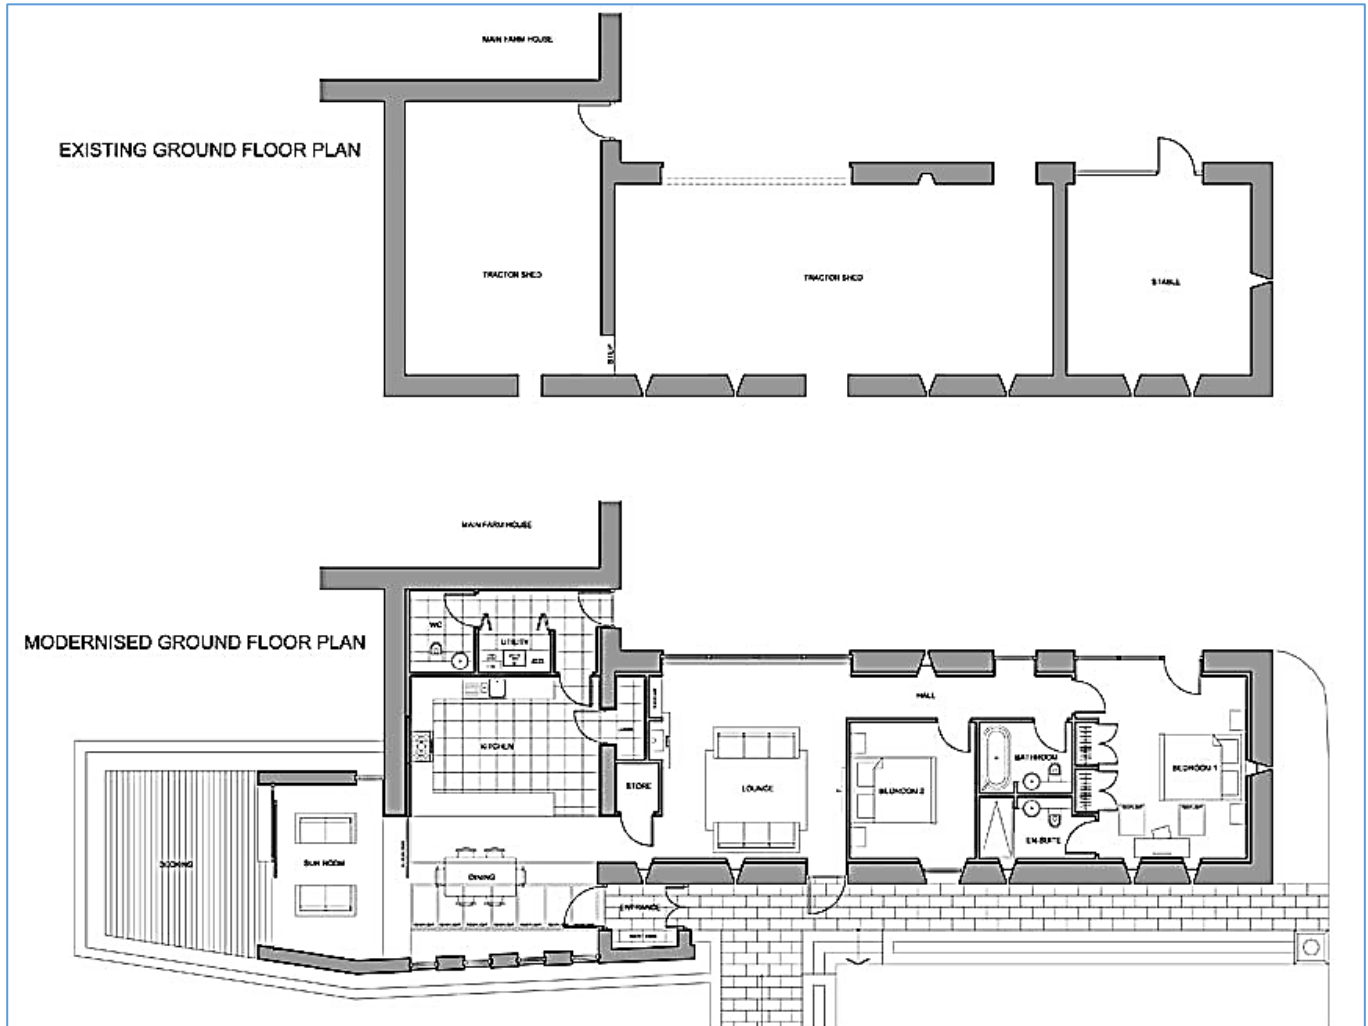 MAIN FARM HOUSE
EXISTING GROUND FLOOR PLAN
TRACTOR SHED
TRACTOR SHED
STABLE
MAIN FARM HOUSE
MODERNISED GROUND FLOOR PLAN
WC
UTILITY
HALL
KITCHEN
BATHROOM
BEDROOM 1
STORE
LOUNGE
BEDROOM 2
EN-SUITE
DECKING
SUN ROOM
DINING
ENTRANCE